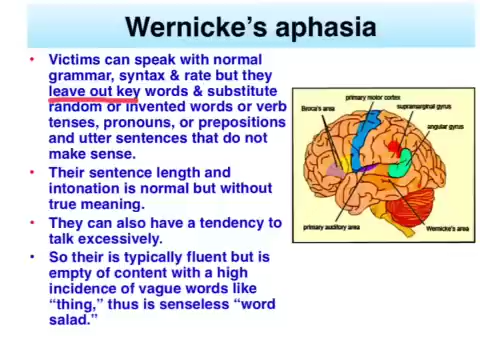 Wernicke's aphasia
• Victims can speak with normal
grammar, syntax & rate but they
leave out key words & substitute
random or invented words or verb
tenses, pronouns, or prepositions
and utter sentences that do not
make sense.
• Their sentence length and
intonation is normal but without
true meaning.
• They can also have a tendency to
talk excessively.
• So their is typically fluent but is
empty of content with a high
incidence of vague words like
“thing,” thus is senseless “word
salad.”
primary motor cortex
Broca's area
supramarginal gyrus
angular gyrus
primary auditory area
Wernicke's area